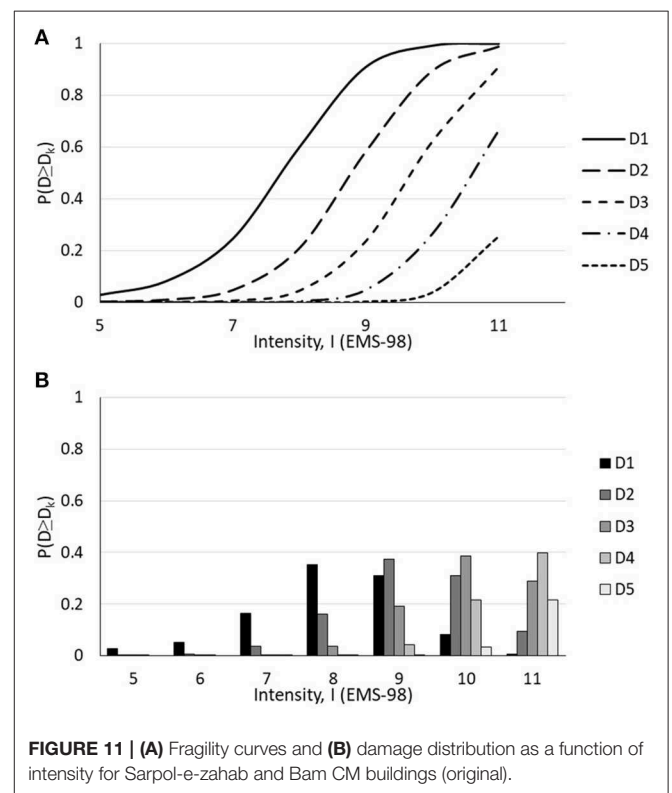 A
1
0.8
0.6
0.4
0.2
0
P(D≥Dk)
5 7 9 11
Intensity, I (EMS-98)
D1
D2
D3
D4
D5
B
1
0.8
0.6
0.4
0.2
0
P(D≥Dk)
5 6 7 8 9 10 11
Intensity, I (EMS-98)
D1
D2
D3
D4
D5
FIGURE 11 | (A) Fragility curves and (B) damage distribution as a function of
intensity for Sarpol-e-zahab and Bam CM buildings (original).